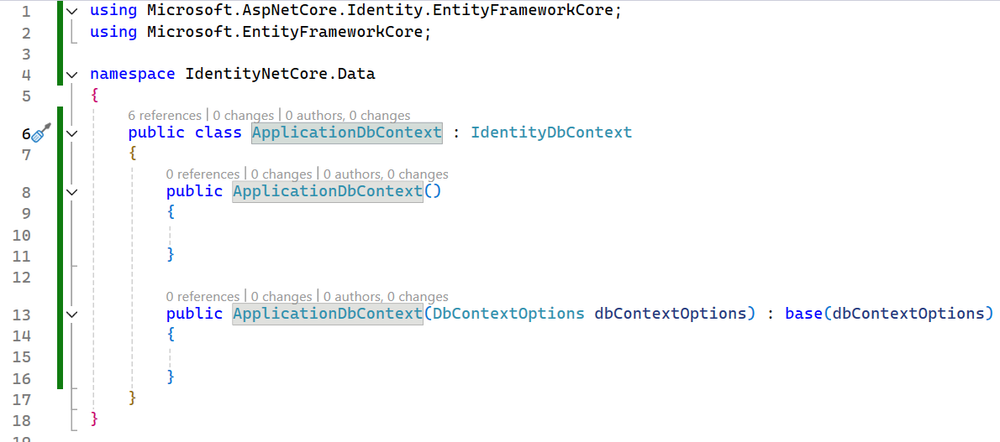 1 using Microsoft.AspNetCore.Identity.EntityFrameworkCore;
2 using Microsoft.EntityFrameworkCore;
3
4 namespace IdentityNetCore.Data
5 {
6 references | 0 changes | 0 authors, 0 changes
6 public class ApplicationDbContext : IdentityDbContext
7 {
0 references | 0 changes | 0 authors, 0 changes
8 public ApplicationDbContext()
9 {
10
11 }
12
0 references | 0 changes | 0 authors, 0 changes
13 public ApplicationDbContext(DbContextOptions dbContextOptions) : base(dbContextOptions)
14 {
15
16 }
17 }
18 }
19